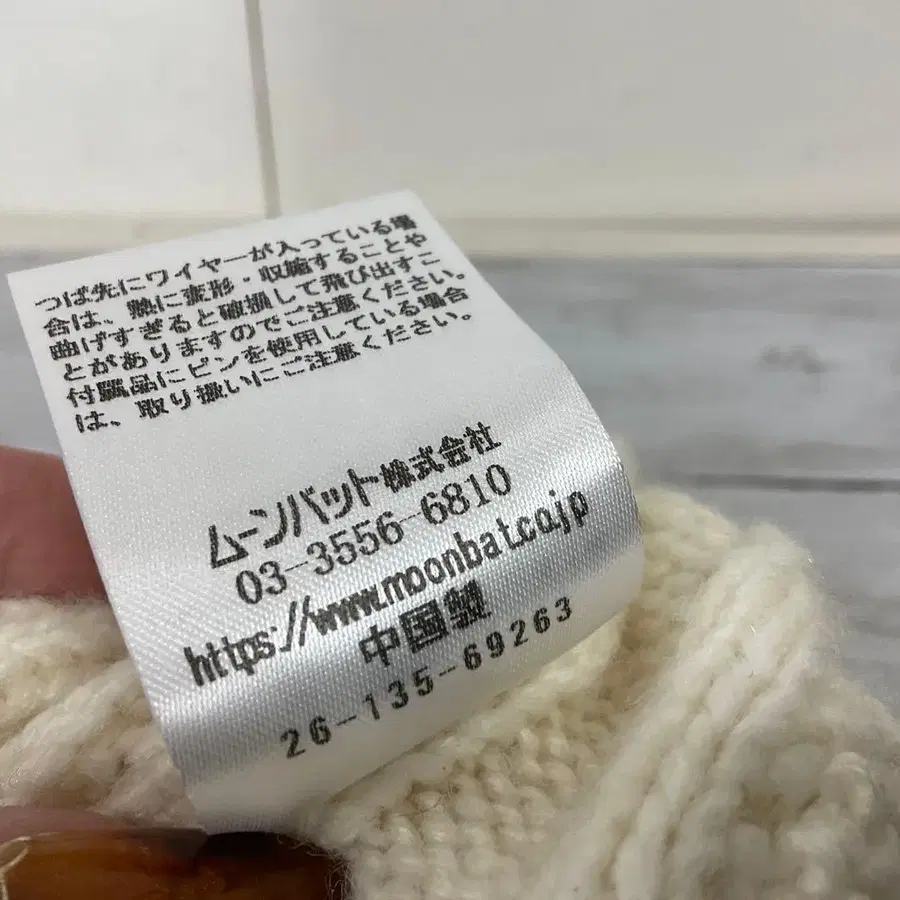 つば先にワイヤーが入っている場
合は、熱に変形・収縮することや
曲げすぎると破損して飛び出すこ
とがありますのでご注意ください。
付属品にピンを使用している場合
は、取り扱いにご注意ください。
ムーンバット株式会社
03-3556-6810
https://www.moonbat.co.jp
中国製
26-135-69263